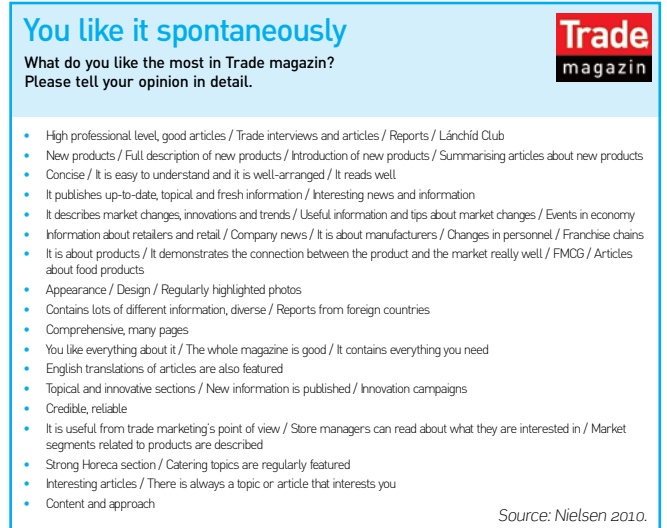 You like it spontaneously
What do you like the most in Trade magazin?
Please tell your opinion in detail.
Trade
magazin
• High professional level, good articles / Trade interviews and articles / Reports / Lánchíd Club
• New products / Full description of new products / Introduction of new products / Summarising articles about new products
• Concise / It is easy to understand and it is well-arranged / It reads well
• It publishes up-to-date, topical and fresh information / Interesting news and information
• It describes market changes, innovations and trends / Useful information and tips about market changes / Events in economy
• Information about retailers and retail / Company news / It is about manufacturers / Changes in personnel / Franchise chains
• It is about products / It demonstrates the connection between the product and the market really well / FMCG / Articles
about food products
• Appearance / Design / Regularly highlighted photos
• Contains lots of different information, diverse / Reports from foreign countries
• Comprehensive, many pages
• You like everything about it / The whole magazine is good / It contains everything you need
• English translations of articles are also featured
• Topical and innovative sections / New information is published / Innovation campaigns
• Credible, reliable
• It is useful from trade marketing's point of view / Store managers can read about what they are interested in / Market
segments related to products are described
• Strong Horeca section / Catering topics are regularly featured
• Interesting articles / There is always a topic or article that interests you
• Content and approach
Source: Nielsen 2010.